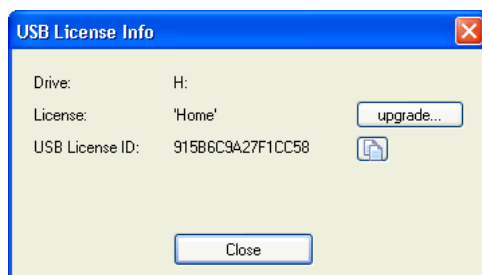 USB License Info
Drive: H:
License: 'Home' upgrade...
USB License ID: 915B6C9A27F1CC58
Close